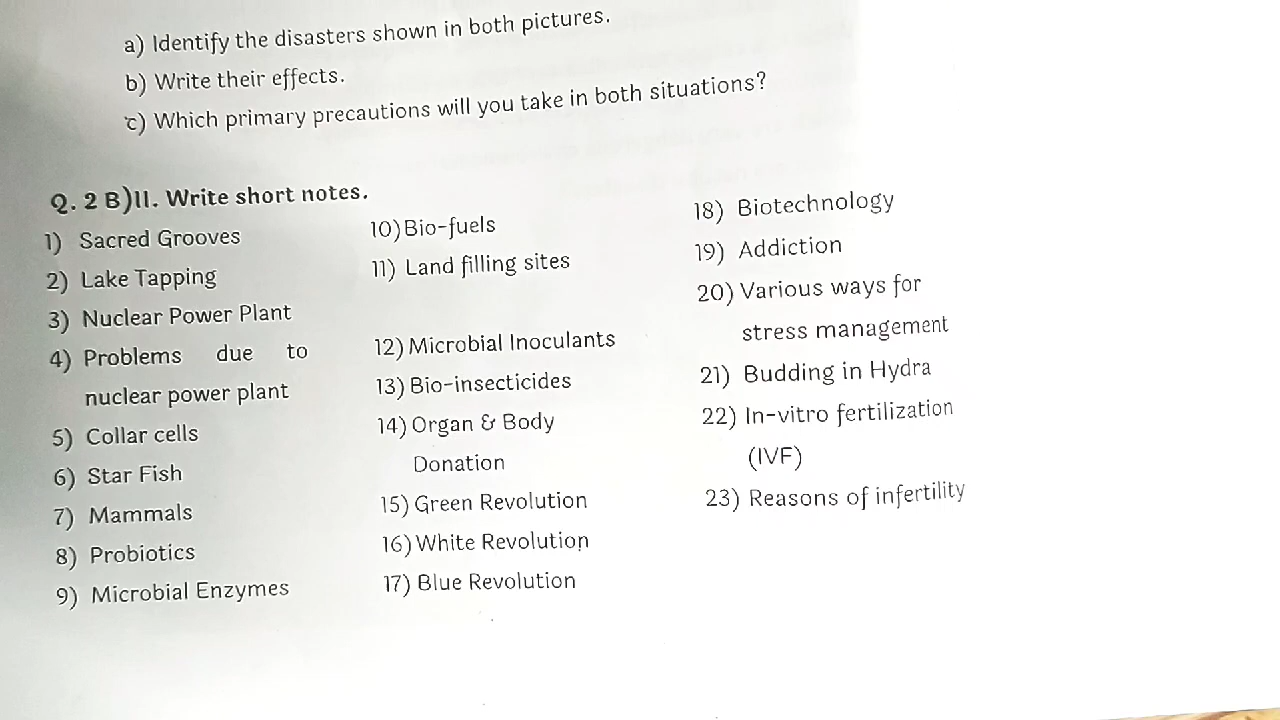 a) Identify the disasters shown in both pictures.
b) Write their effects.
c) Which primary precautions will you take in both situations?
Q. 2 B)II. Write short notes.
1) Sacred Grooves
2) Lake Tapping
3) Nuclear Power Plant
4) Problems due to
nuclear power plant
5) Collar cells
6) Star Fish
7) Mammals
8) Probiotics
9) Microbial Enzymes
10) Bio-fuels
11) Land filling sites
12) Microbial Inoculants
13) Bio-insecticides
14) Organ & Body
Donation
15) Green Revolution
16) White Revolution
17) Blue Revolution
18) Biotechnology
19) Addiction
20) Various ways for
stress management
21) Budding in Hydra
22) In-vitro fertilization
(IVF)
23) Reasons of infertility